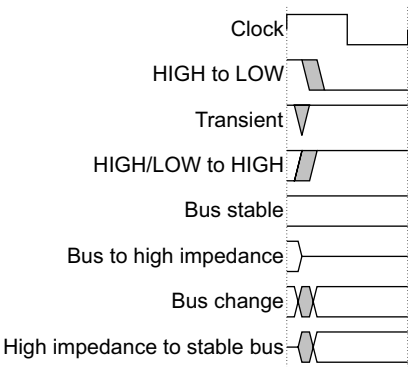 Clock
HIGH to LOW
Transient
HIGH/LOW to HIGH
Bus stable
Bus to high impedance
Bus change
High impedance to stable bus